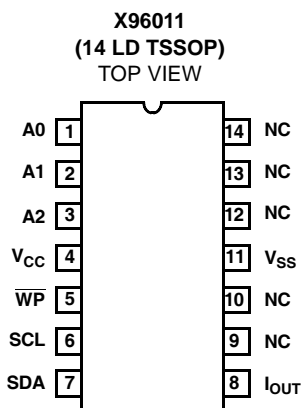 X96011
(14 LD TSSOP)
TOP VIEW
A0 1 14 NC
A1 2 13 NC
A2 3 12 NC
VCC 4 11 VSS
WP 5 10 NC
SCL 6 9 NC
SDA 7 8 IOUT